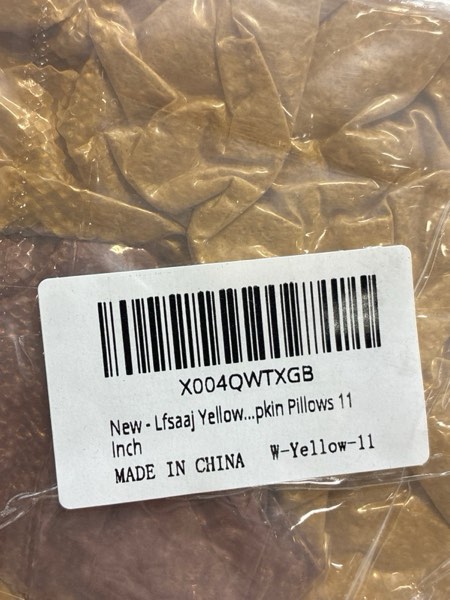 X004QWTXGB
New - Lfsaaj Yellow...pkin Pillows 11
Inch
MADE IN CHINA W-Yellow-11